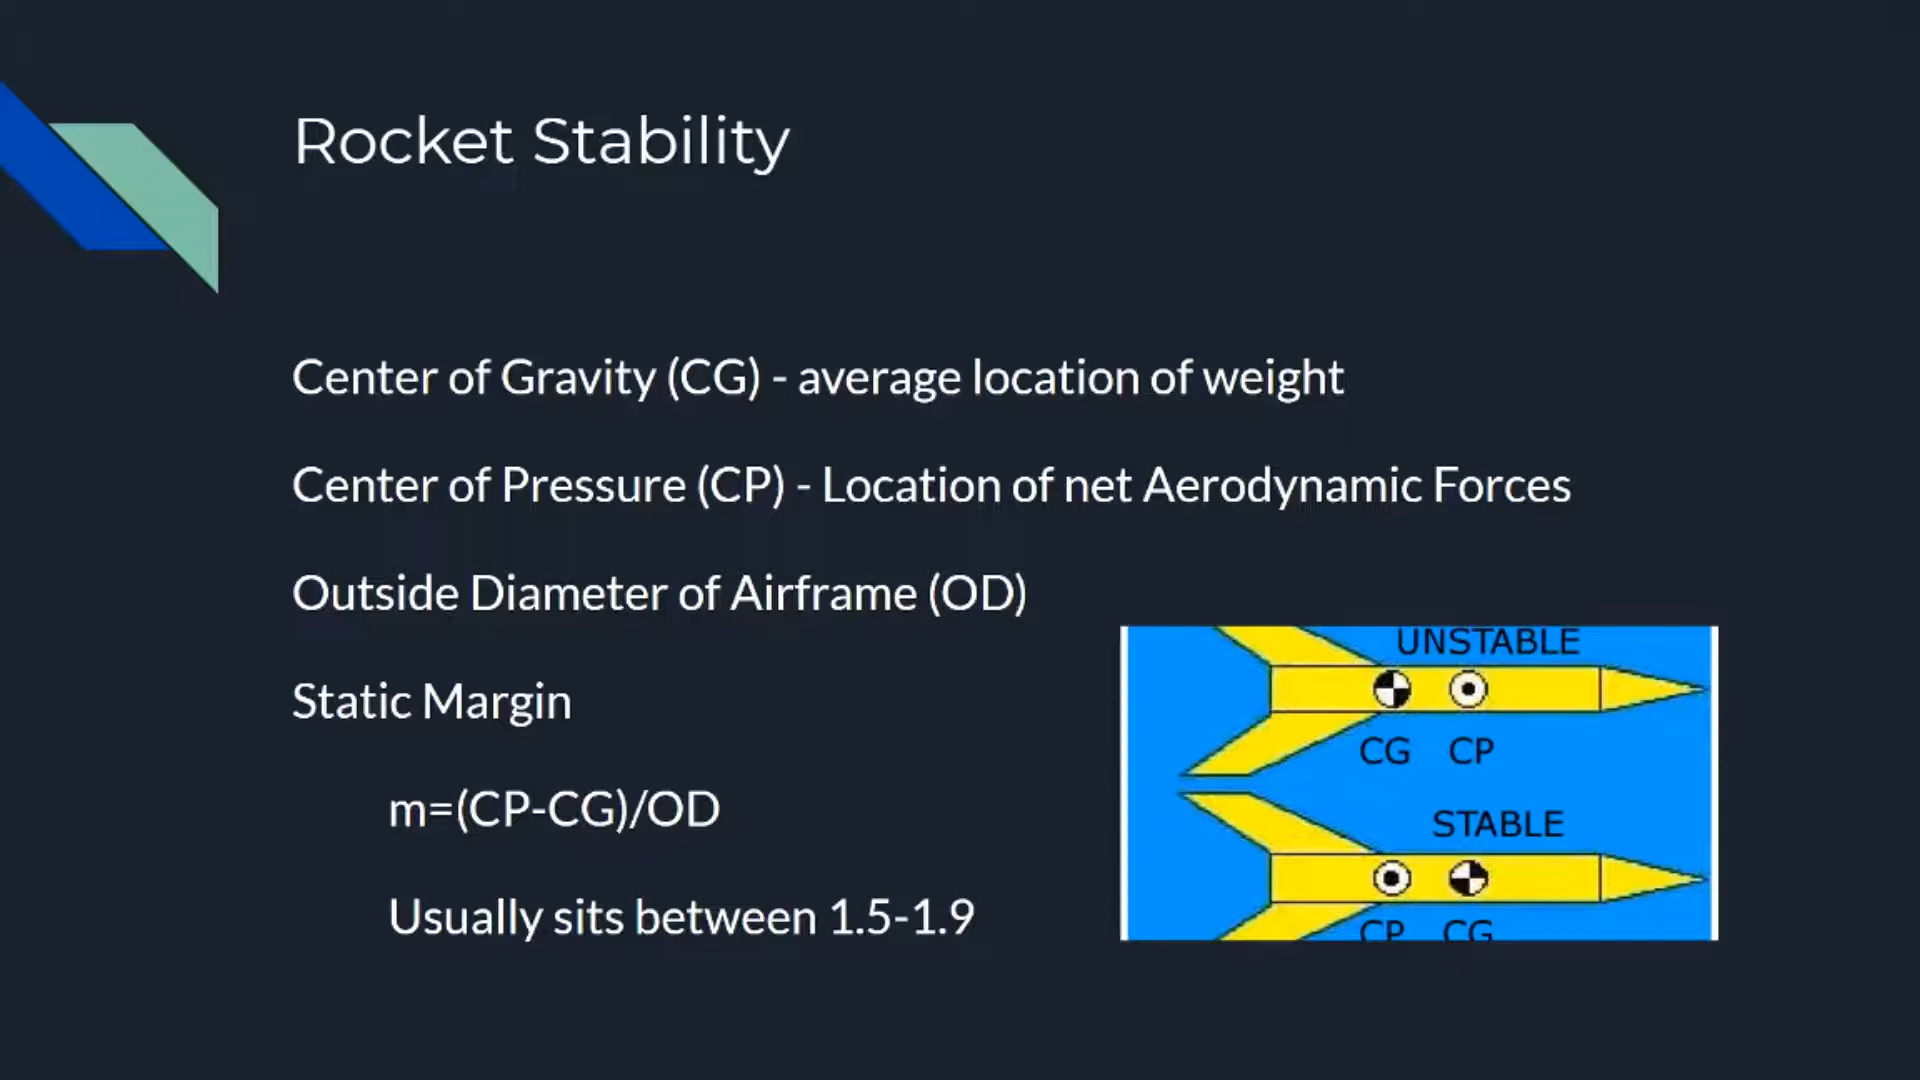 Rocket Stability
Center of Gravity (CG) - average location of weight
Center of Pressure (CP) - Location of net Aerodynamic Forces
Outside Diameter of Airframe (OD)
Static Margin
m=(CP-CG)/OD
Usually sits between 1.5-1.9
UNSTABLE
CG CP
STABLE
CP CG